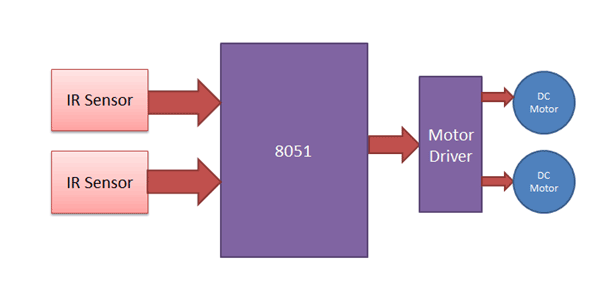 IR Sensor
IR Sensor
8051
Motor
Driver
DC
Motor
DC
Motor